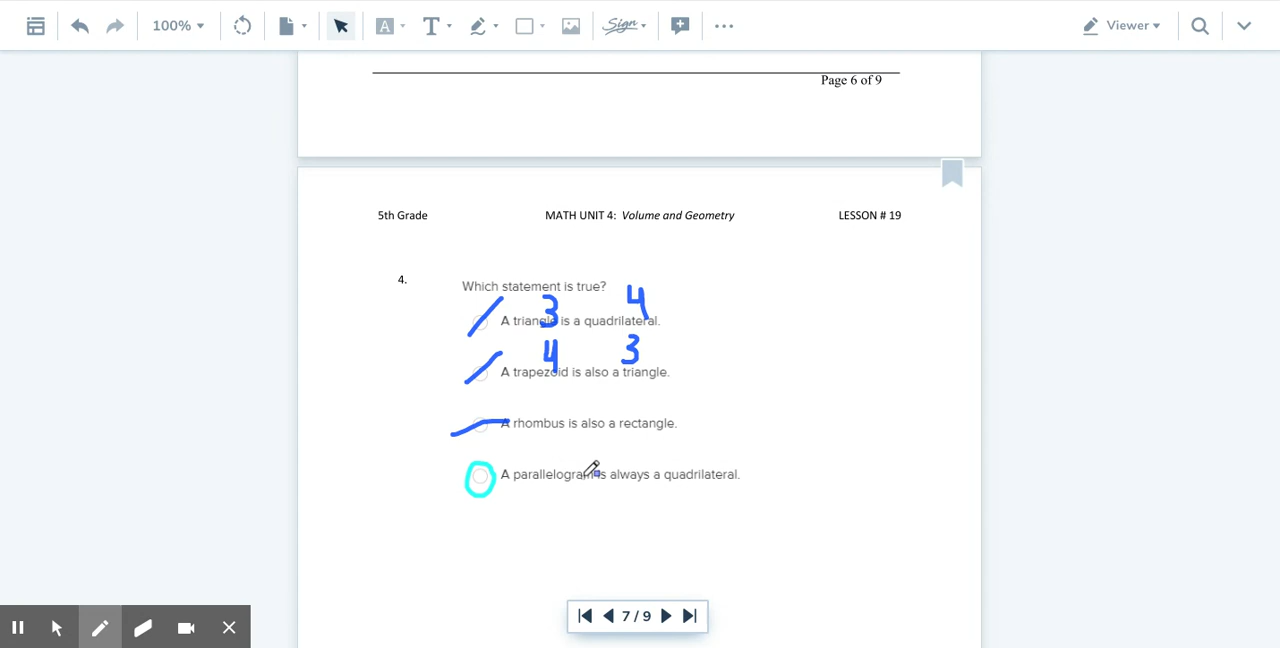 100%
A
T
Sign
Viewer
Page 6 of 9
5th Grade MATH UNIT 4: Volume and Geometry LESSON # 19
4. Which statement is true?
3 4
A triangle is a quadrilateral.
4 3
A trapezoid is also a triangle.
A rhombus is also a rectangle.
A parallelogram is always a quadrilateral.
7 / 9